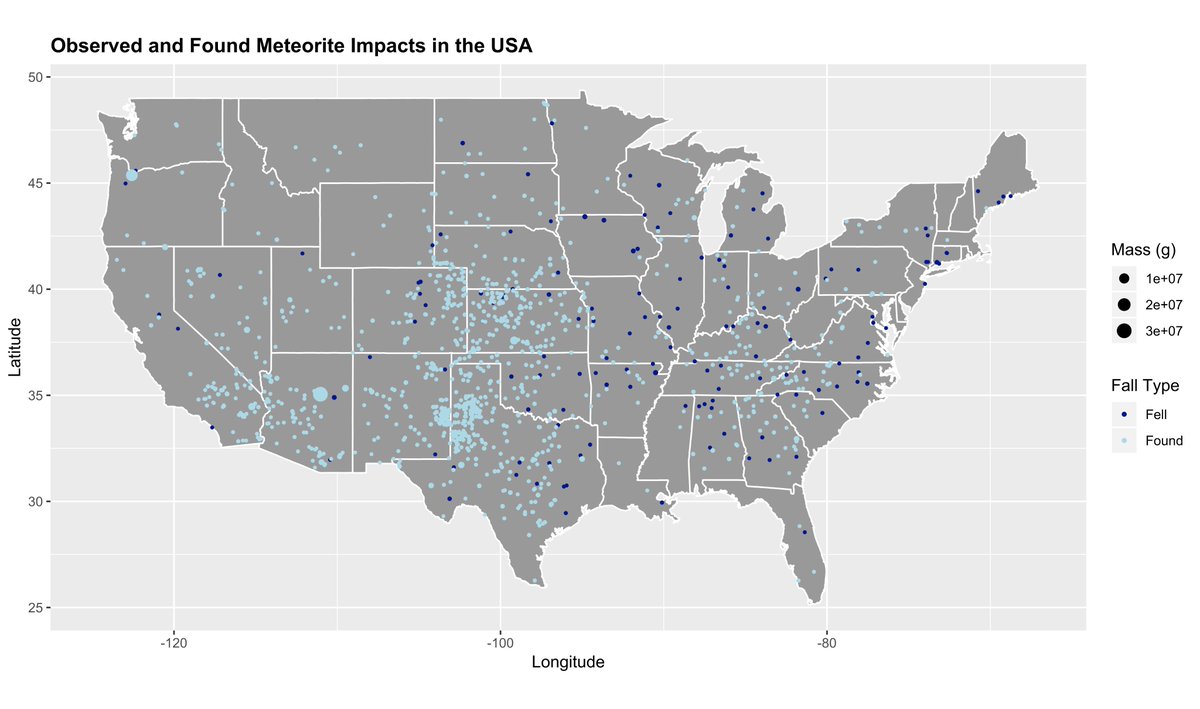 Observed and Found Meteorite Impacts in the USA
50
45
40
35
30
25
Latitude
-120
-100
-80
Longitude
Mass (g)
1e+07
2e+07
3e+07
Fall Type
Fell
Found